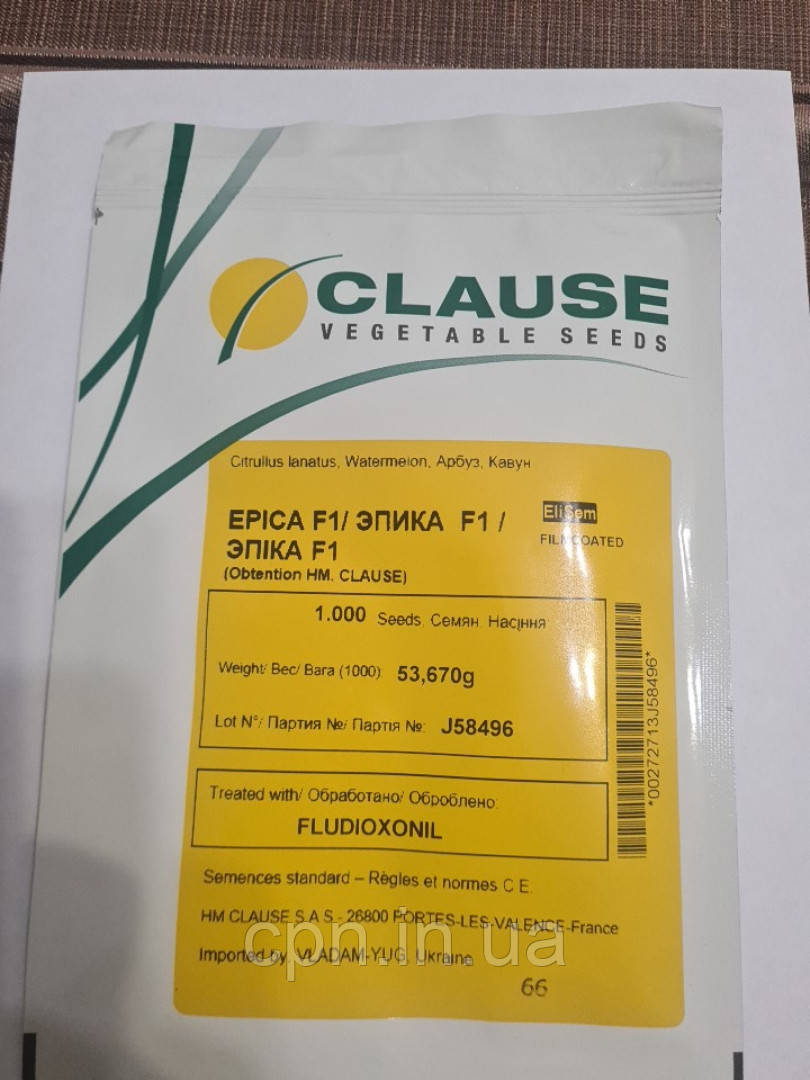 CLAUSE
VEGETABLE SEEDS
Citrullus lanatus, Watermelon, Арбуз, Кавун
EPICA F1/ ЭПИКА F1 /
ЭПІКА F1
(Obtention HM. CLAUSE)
EliSem
FILMCOATED
1.000 Seeds, Семян, Насіння
Weight/ Вес/ Вага (1000): 53,670g
Lot N°/ Партия №/ Партія №: J58496
*00272713J58496*
Treated with/ Обработано/ Оброблено:
FLUDIOXONIL
Semences standard – Règles et normes C.E.
HM CLAUSE S.A.S - 26800 PORTES-LES-VALENCE-France
Imported by: VLADAM-YUG, Ukraine
cpn.in.ua
66